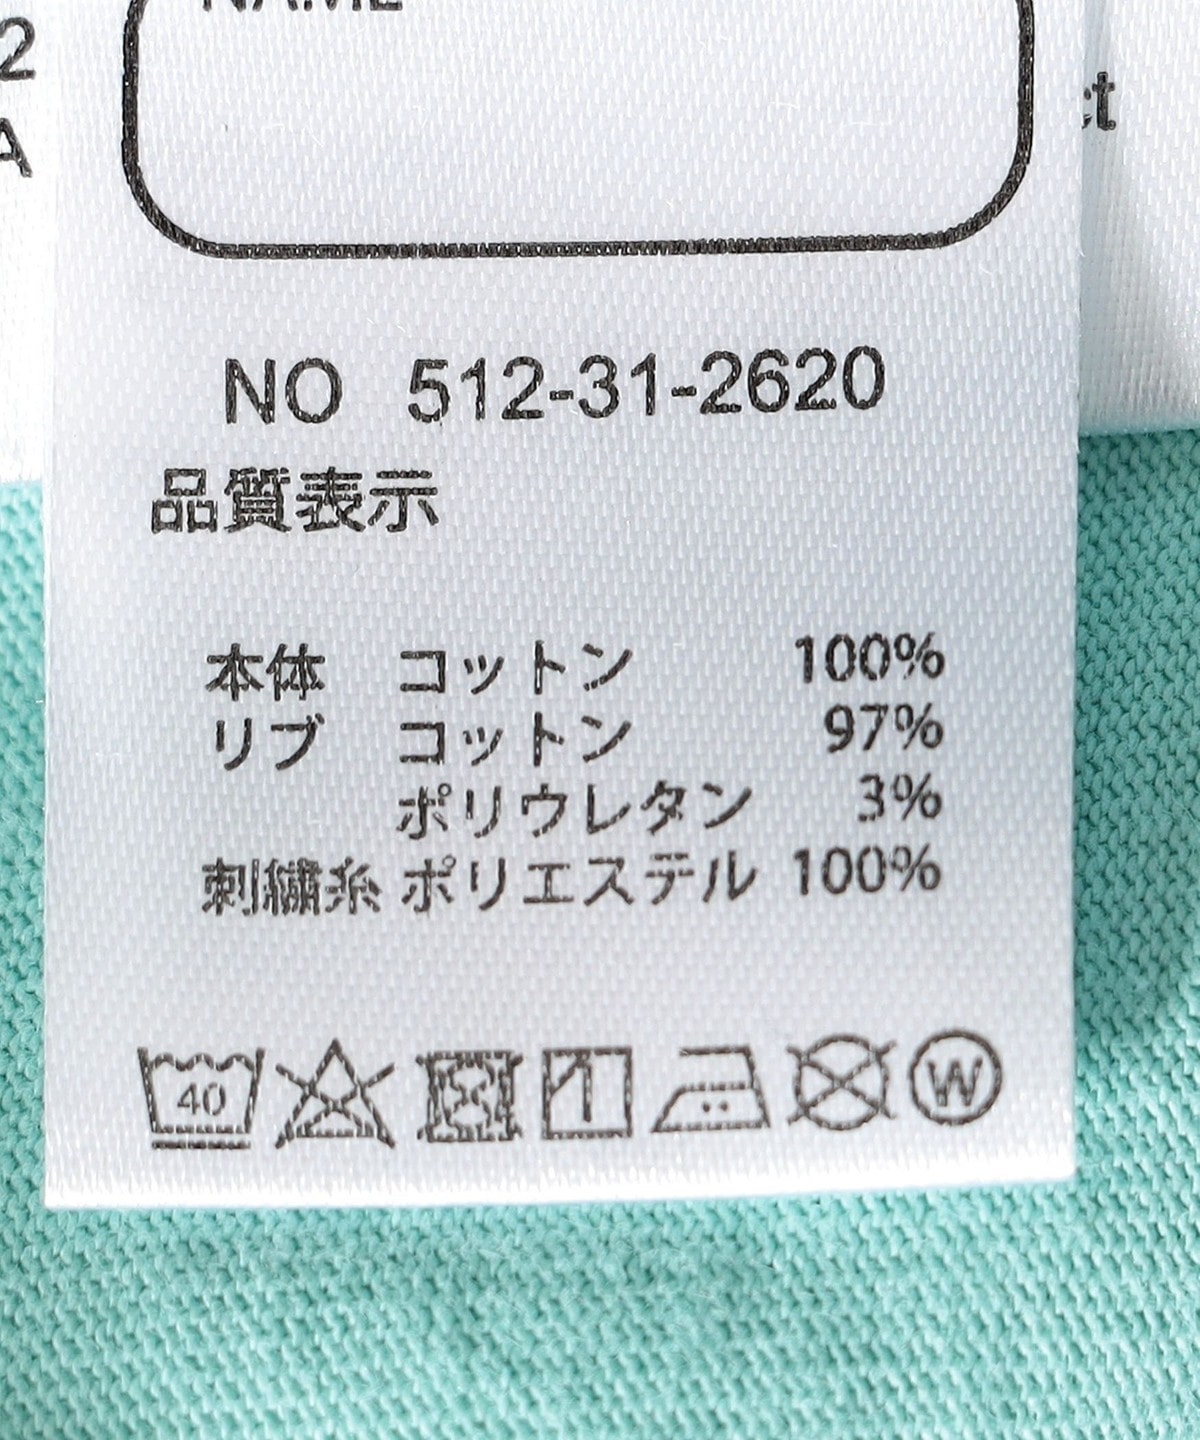 NAME
2
A
ct
NO 512-31-2620
品質表示
本体 コットン 100%
リブ コットン 97%
ポリウレタン 3%
刺繍糸 ポリエステル 100%
40
W